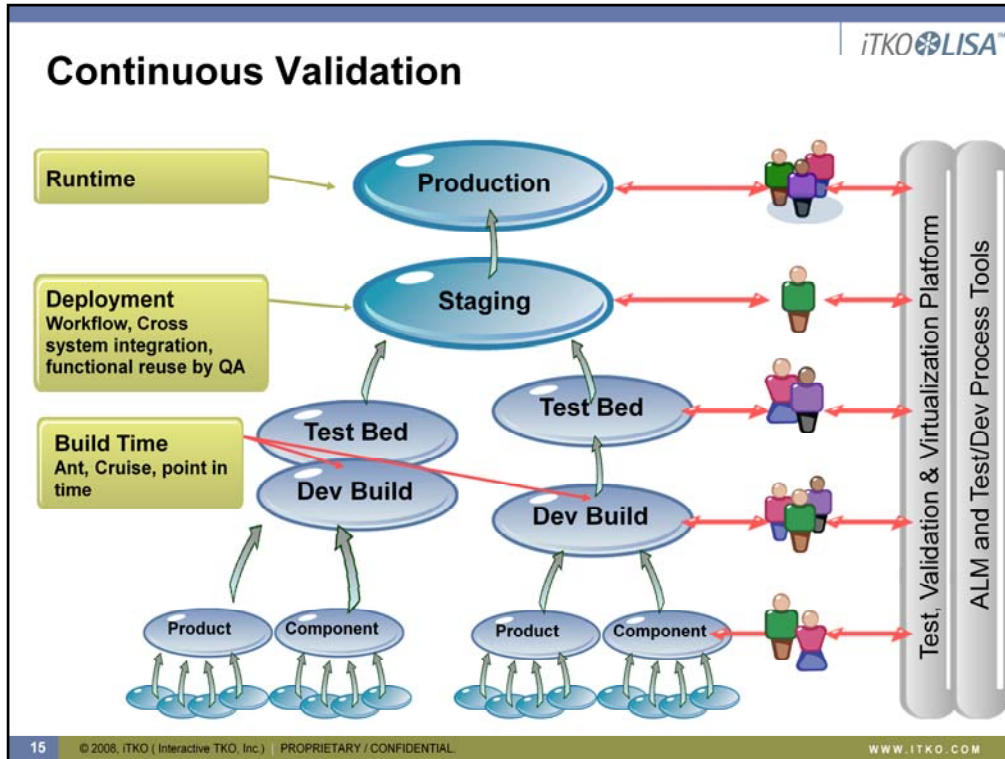 iTKO LISA™
Continuous Validation
Runtime
Production
Deployment
Workflow, Cross
system integration,
functional reuse by QA
Staging
Test Bed
Test Bed
Build Time
Ant, Cruise, point in
time
Dev Build
Dev Build
Product
Component
Product
Component
Test, Validation & Virtualization Platform
ALM and Test/Dev Process Tools
15 © 2008, iTKO ( Interactive TKO, Inc.) | PROPRIETARY / CONFIDENTIAL. WWW.ITKO.COM